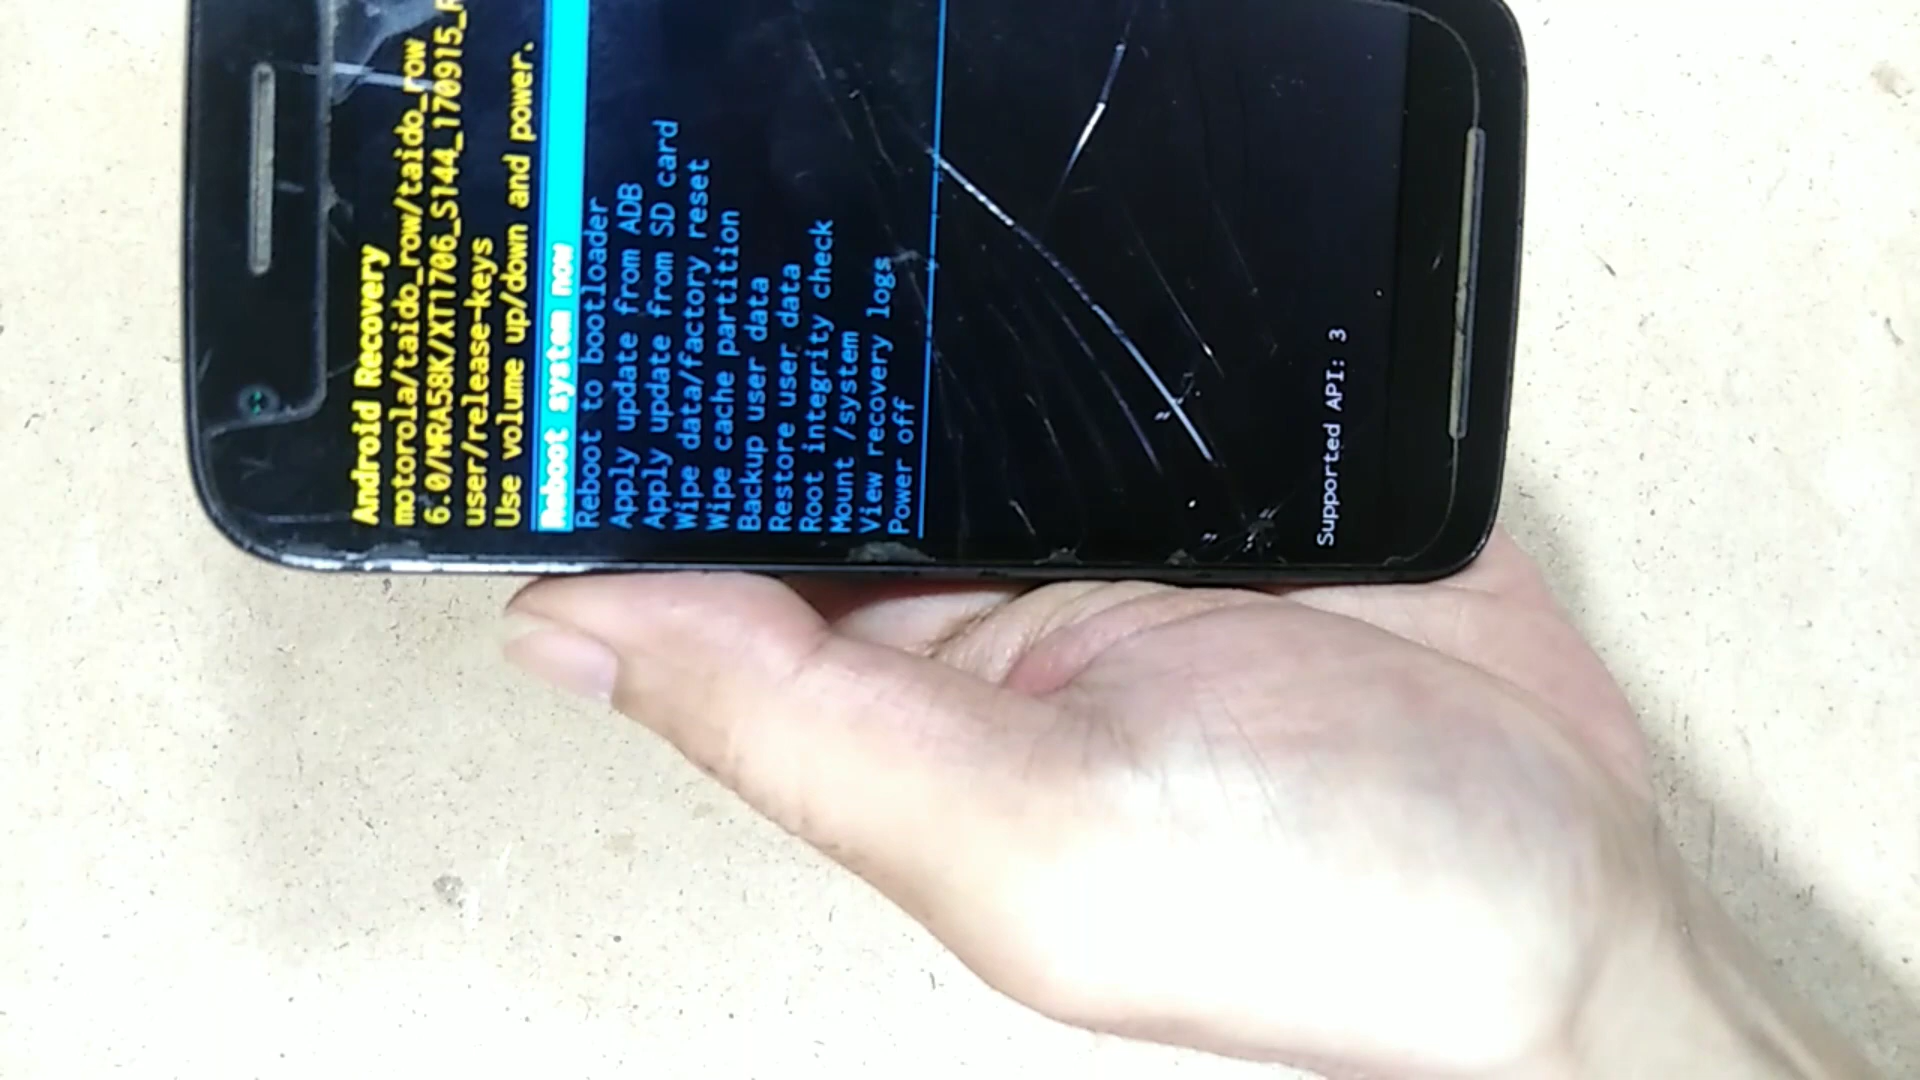 Android Recovery
motorola/taido_row/taido_row
6.0/MRA58K/XT1706_S144_170915_R
user/release-keys
Use volume up/down and power.
Reboot system now
Reboot to bootloader
Apply update from ADB
Apply update from SD card
Wipe data/factory reset
Wipe cache partition
Backup user data
Restore user data
Root integrity check
Mount /system
View recovery logs
Power off
Supported API: 3